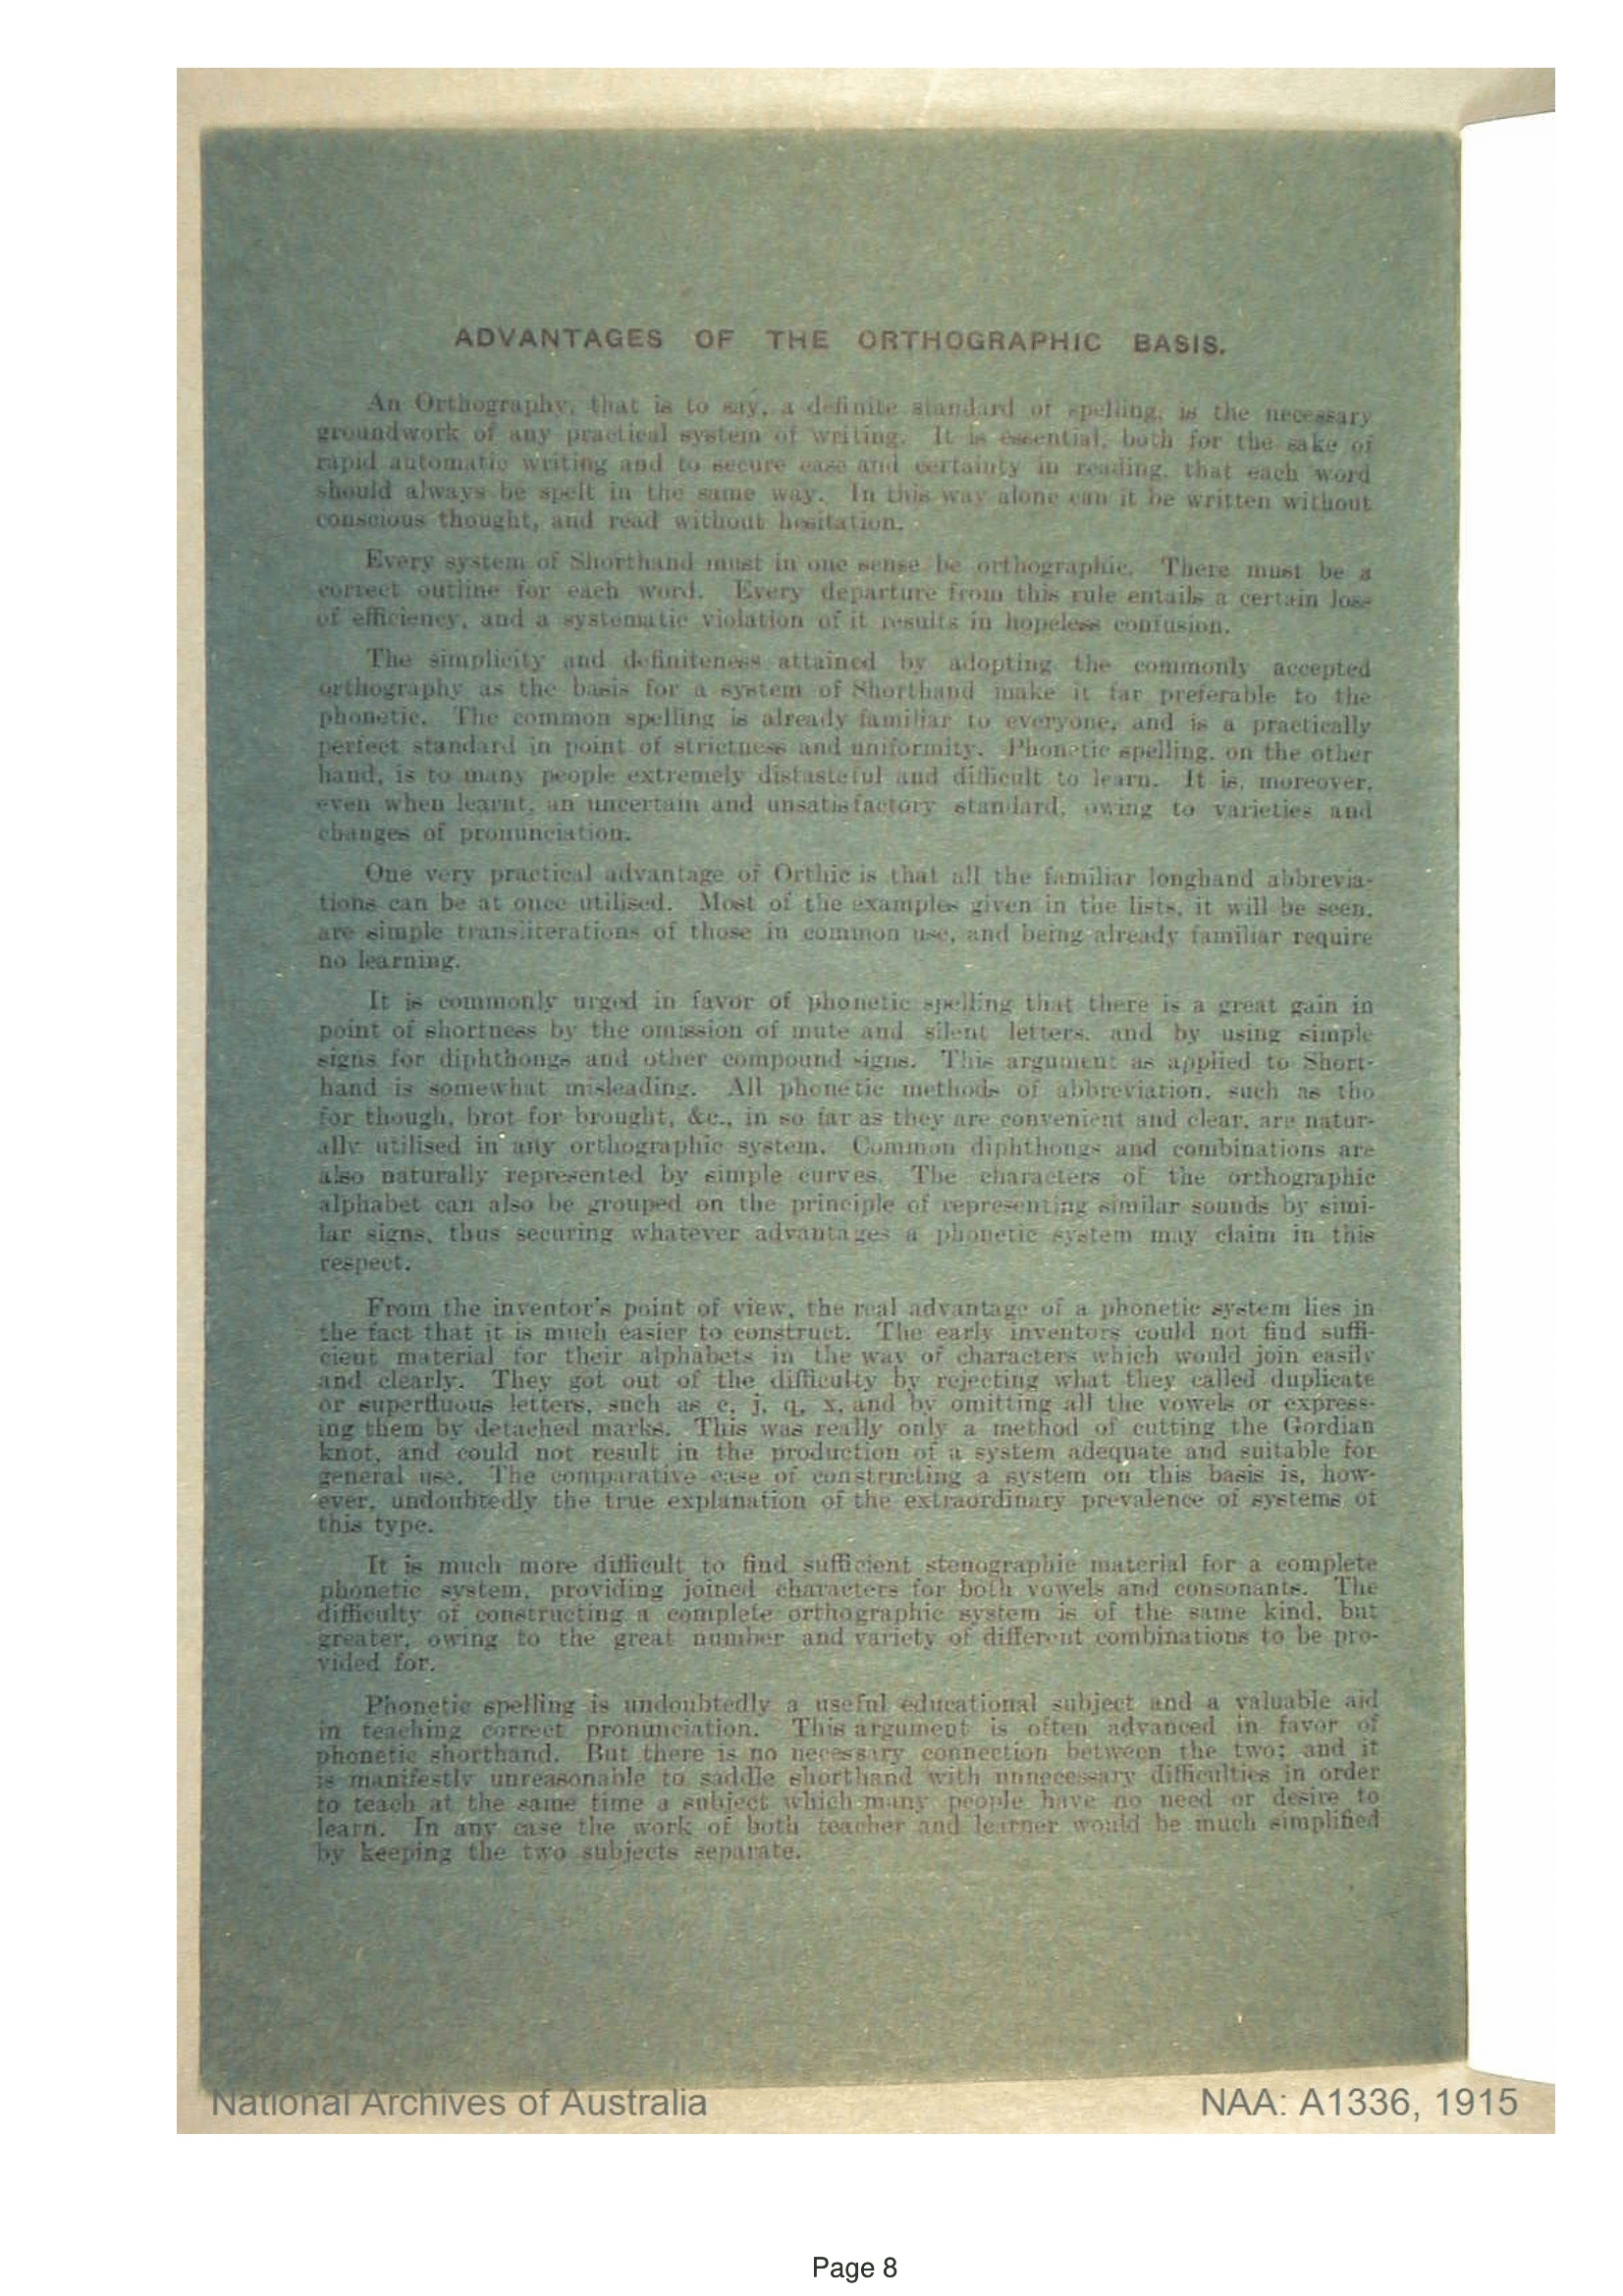 ADVANTAGES OF THE ORTHOGRAPHIC BASIS.
An Orthography, that is to say, a definite standard of spelling, is the necessary
groundwork of any practical system of writing. It is essential, both for the sake of
rapid automatic writing and to secure ease and certainty in reading, that each word
should always be spelt in the same way. In this way alone can it be written without
conscious thought, and read without hesitation.
Every system of Shorthand must in one sense be orthographic. There must be a
correct outline for each word. Every departure from this rule entails a certain loss
of efficiency, and a systematic violation of it results in hopeless confusion.
The simplicity and definiteness attained by adopting the commonly accepted
orthography as the basis for a system of Shorthand make it far preferable to the
phonetic. The common spelling is already familiar to everyone, and is a practically
perfect standard in point of strictness and uniformity. Phonetic spelling, on the other
hand, is to many people extremely distasteful and difficult to learn. It is, moreover,
even when learnt, an uncertain and unsatisfactory standard, owing to varieties and
changes of pronunciation.
One very practical advantage of Orthic is that all the familiar longhand abbrevia-
tions can be at once utilised. Most of the examples given in the lists, it will be seen,
are simple transliterations of those in common use, and being already familiar require
no learning.
It is commonly urged in favor of phonetic spelling that there is a great gain in
point of shortness by the omission of mute and silent letters, and by using simple
signs for diphthongs and other compound signs. This argument as applied to Short-
hand is somewhat misleading. All phonetic methods of abbreviation, such as tho
for though, brot for brought, &c., in so far as they are convenient and clear, are natur-
ally utilised in any orthographic system. Common diphthongs and combinations are
also naturally represented by simple curves. The characters of the orthographic
alphabet can also be grouped on the principle of representing similar sounds by simi-
lar signs, thus securing whatever advantages a phonetic system may claim in this
respect.
From the inventor's point of view, the real advantage of a phonetic system lies in
the fact that it is much easier to construct. The early inventors could not find suffi-
cient material for their alphabets in the way of characters which would join easily
and clearly. They got out of the difficulty by rejecting what they called duplicate
or superfluous letters, such as c, j, q, x, and by omitting all the vowels or express-
ing them by detached marks. This was really only a method of cutting the Gordian
knot, and could not result in the production of a system adequate and suitable for
general use. The comparative ease of constructing a system on this basis is, how-
ever, undoubtedly the true explanation of the extraordinary prevalence of systems of
this type.
It is much more difficult to find sufficient stenographic material for a complete
phonetic system, providing joined characters for both vowels and consonants. The
difficulty of constructing a complete orthographic system is of the same kind, but
greater, owing to the great number and variety of different combinations to be pro-
vided for.
Phonetic spelling is undoubtedly a useful educational subject and a valuable aid
in teaching correct pronunciation. This argument is often advanced in favor of
phonetic shorthand. But there is no necessary connection between the two; and it
is manifestly unreasonable to saddle shorthand with unnecessary difficulties in order
to teach at the same time a subject which many people have no need or desire to
learn. In any case the work of both teacher and learner would be much simplified
by keeping the two subjects separate.
National Archives of Australia
NAA: A1336, 1915
Page 8